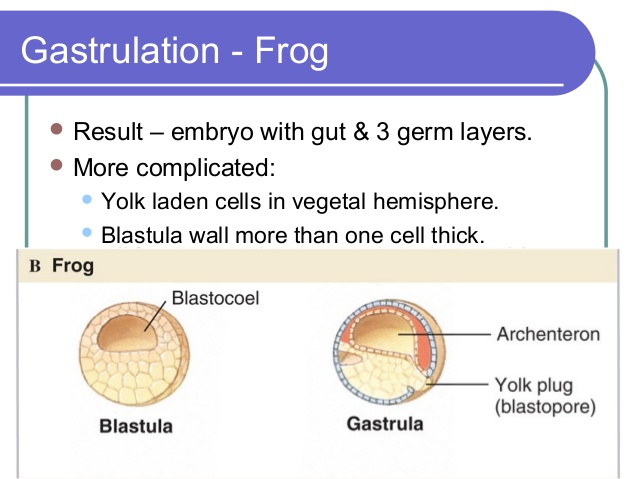 Gastrulation - Frog
Result – embryo with gut & 3 germ layers.
More complicated:
Yolk laden cells in vegetal hemisphere.
Blastula wall more than one cell thick.
B Frog
Blastocoel
Blastula
Archenteron
Yolk plug
(blastopore)
Gastrula